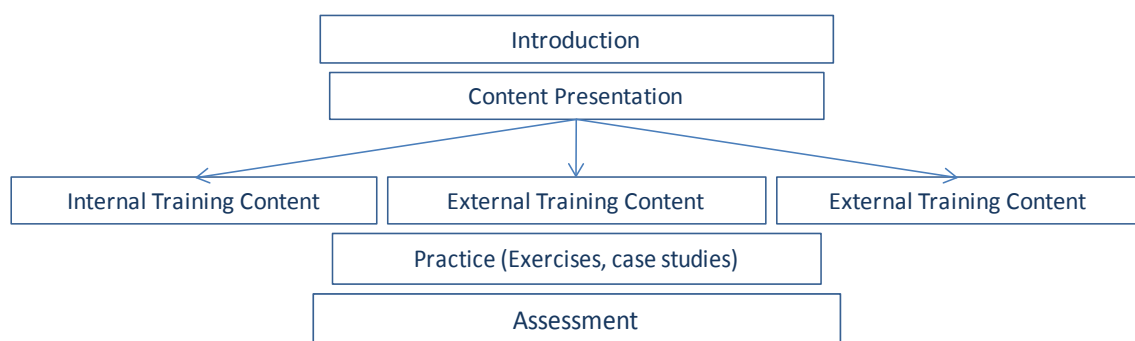 Introduction
Content Presentation
Internal Training Content
External Training Content
External Training Content
Practice (Exercises, case studies)
Assessment